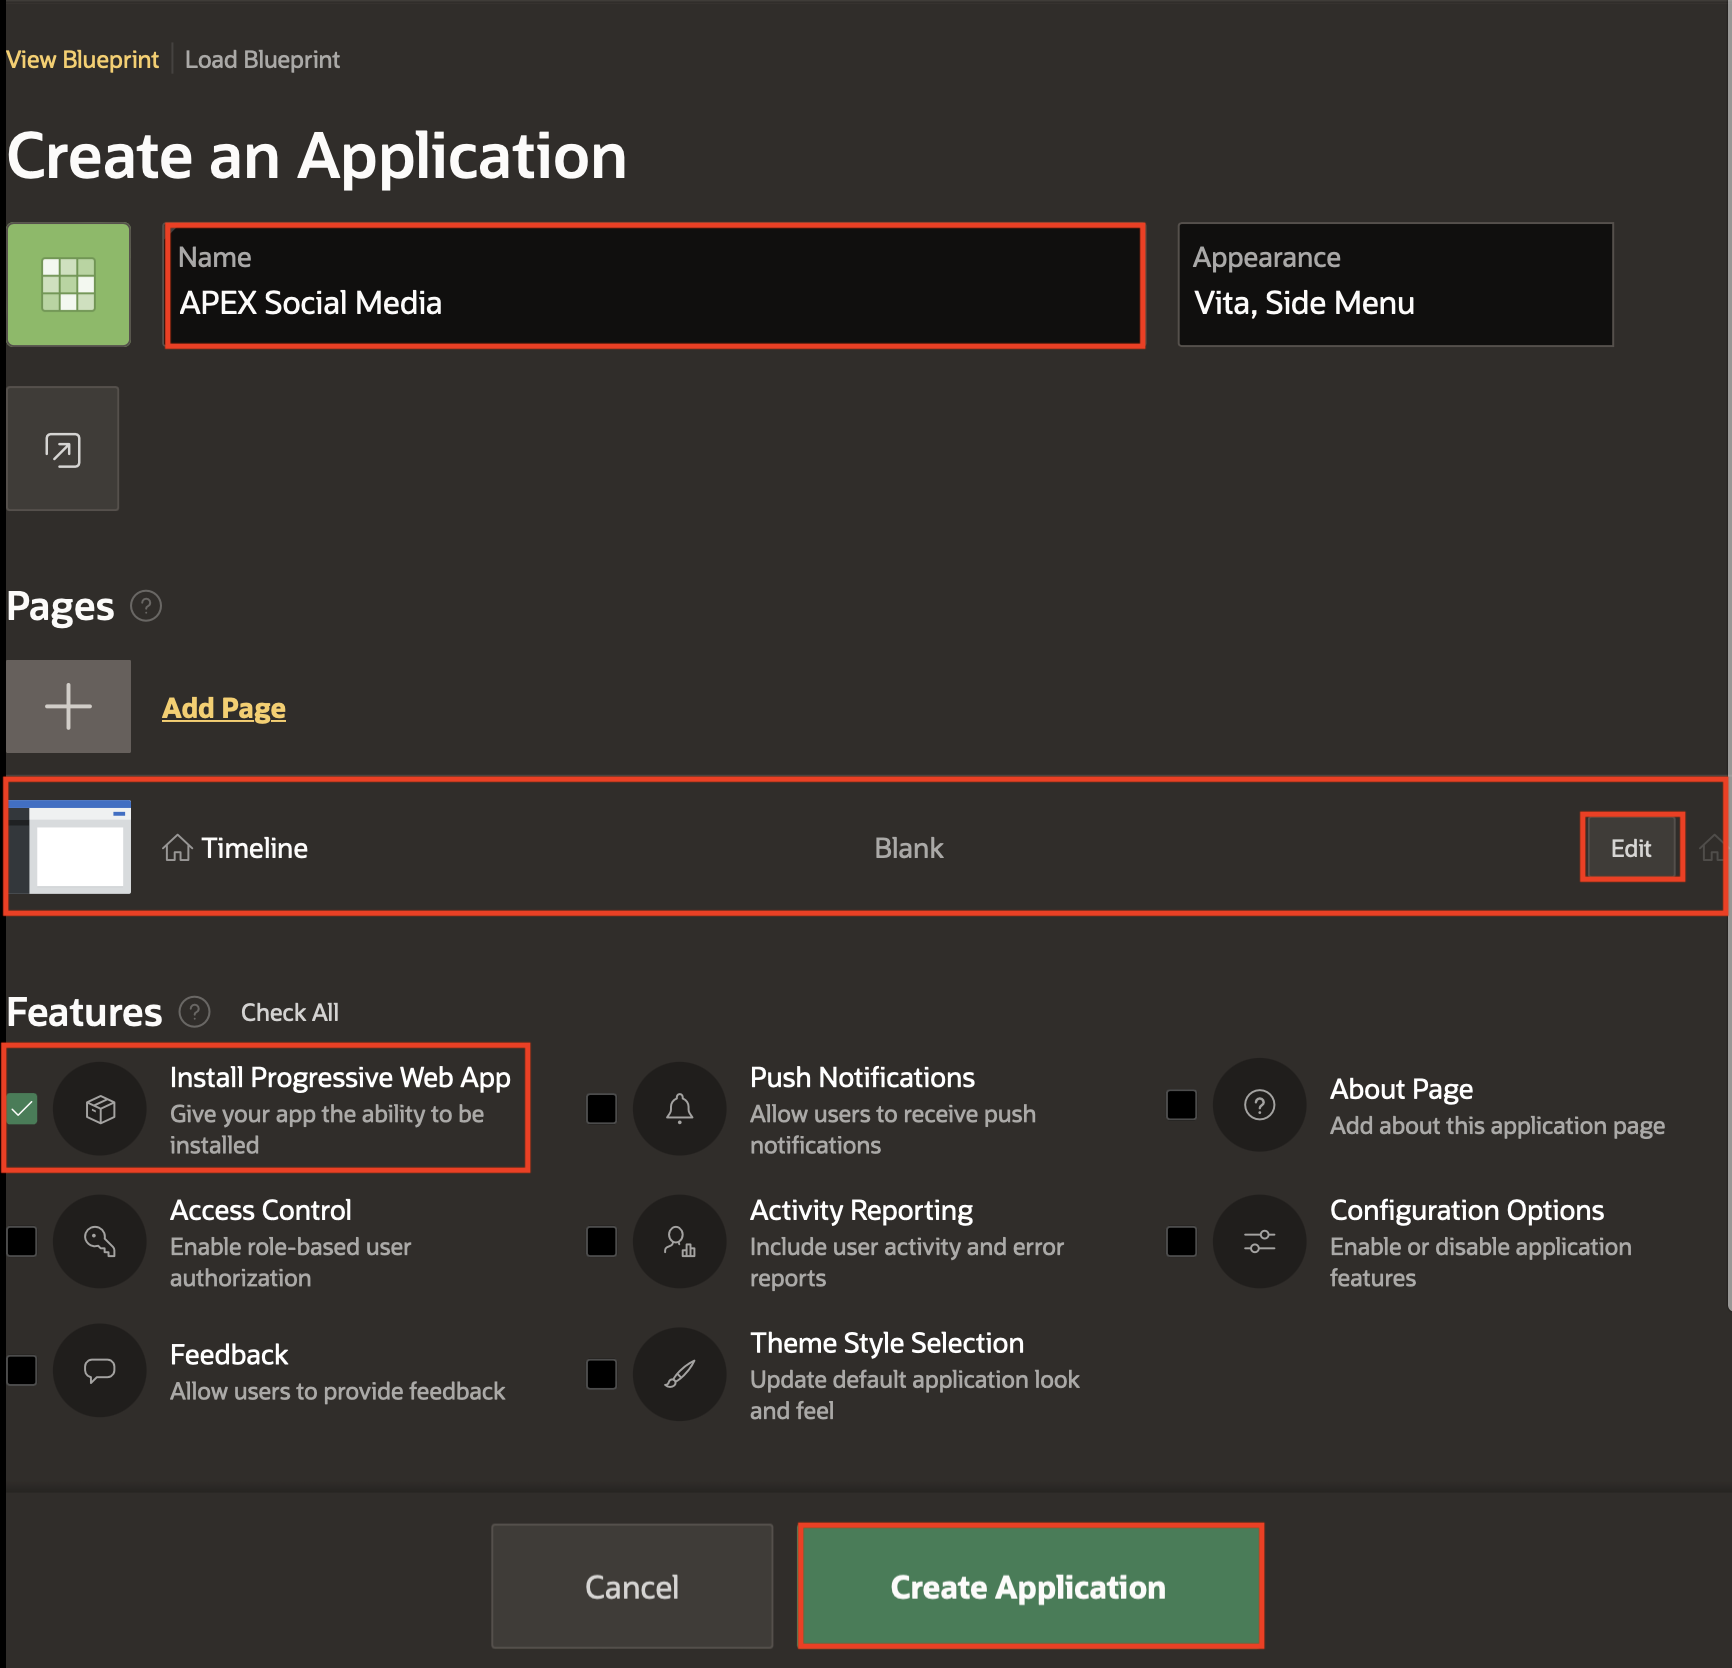 View Blueprint
Load Blueprint
Create an Application
Name
APEX Social Media
Appearance
Vita, Side Menu
Pages
?
Add Page
Timeline
Blank
Edit
Features
?
Check All
Install Progressive Web App
Give your app the ability to be
installed
Push Notifications
Allow users to receive push
notifications
?
About Page
Add about this application page
Access Control
Enable role-based user
authorization
Activity Reporting
Include user activity and error
reports
Configuration Options
Enable or disable application
features
Feedback
Allow users to provide feedback
Theme Style Selection
Update default application look
and feel
Cancel
Create Application